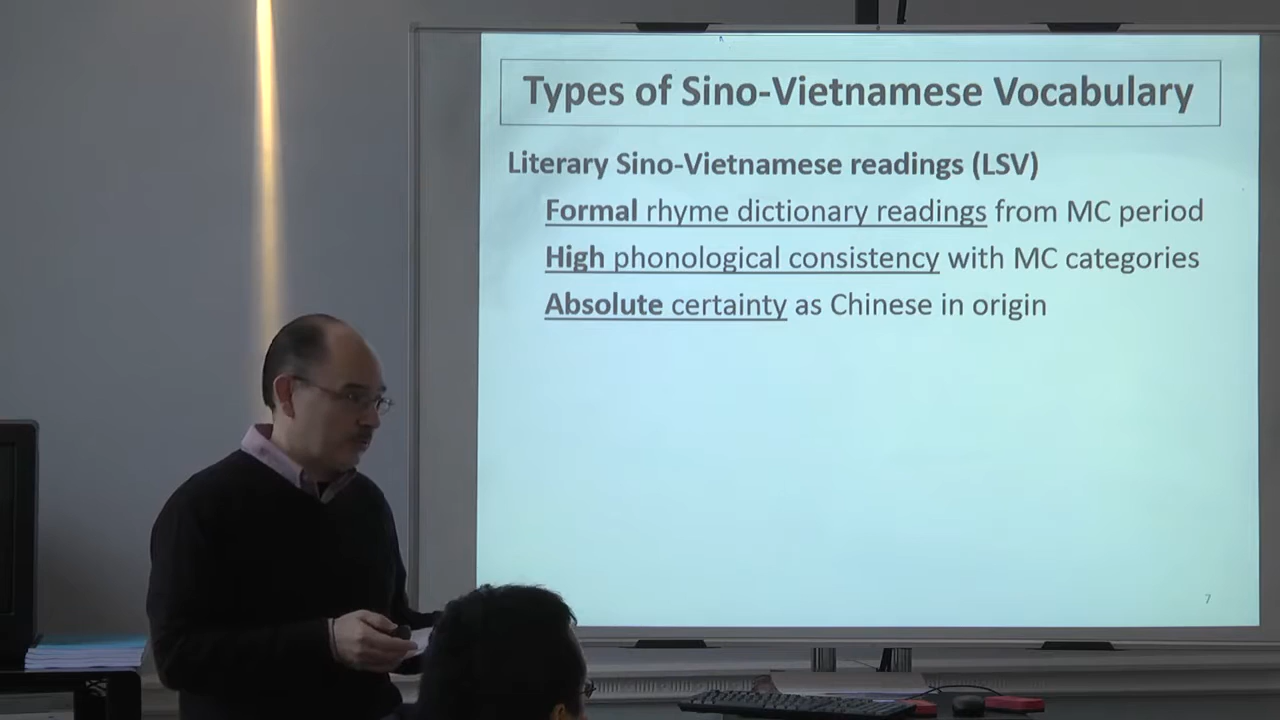 Types of Sino-Vietnamese Vocabulary
Literary Sino-Vietnamese readings (LSV)
Formal rhyme dictionary readings from MC period
High phonological consistency with MC categories
Absolute certainty as Chinese in origin
7